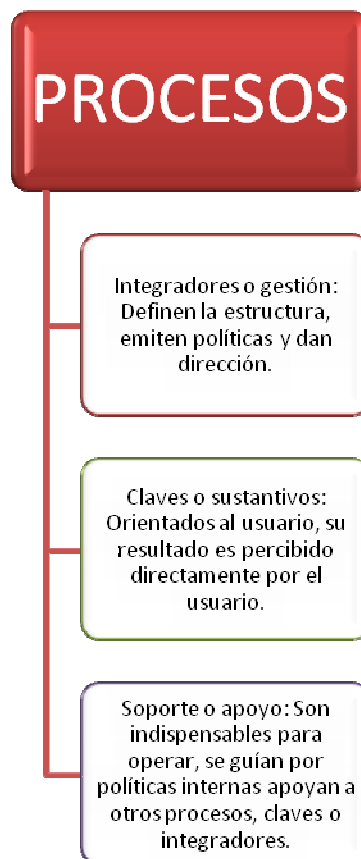 PROCESOS
Integradores o gestión:
Definen la estructura,
emiten políticas y dan
dirección.
Claves o sustantivos:
Orientados al usuario, su
resultado es percibido
directamente por el
usuario.
Soporte o apoyo: Son
indispensables para
operar, se guían por
políticas internas apoyan a
otros procesos, claves o
integradores.